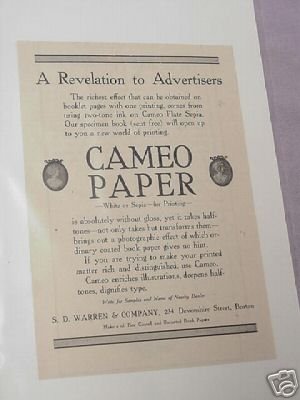 A Revelation to Advertisers
The richest effect that can be obtained on
booklet pages with one printing, comes from
using two-tone ink on Cameo Plate Sepia.
Our specimen book (sent free) will open up
to you a new world of printing.
CAMEO
PAPER
—White or Sepia—for Printing—
is absolutely without gloss, yet it takes half-
tones—not only takes but transforms them—
brings out a photographic effect of which or-
dinary coated book paper gives no hint.
If you are trying to make your printed
matter rich and distinguished, use Cameo.
Cameo enriches illustrations, deepens half-
tones, dignifies type.
Write for Samples and Name of Nearest Dealer
S. D. WARREN & COMPANY, 234 Devonshire Street, Boston
Makers of Fine Coated and Uncoated Book Papers
eb